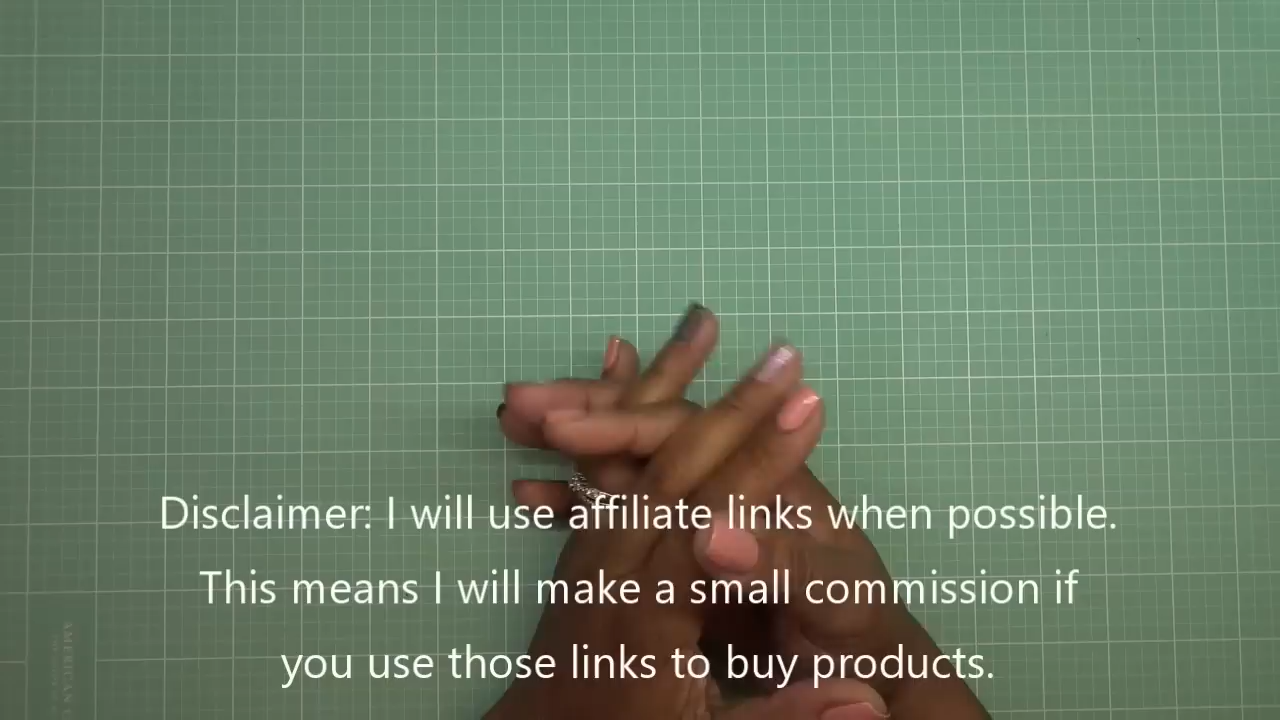 Disclaimer: I will use affiliate links when possible.
This means I will make a small commission if
you use those links to buy products.
AMERICAN